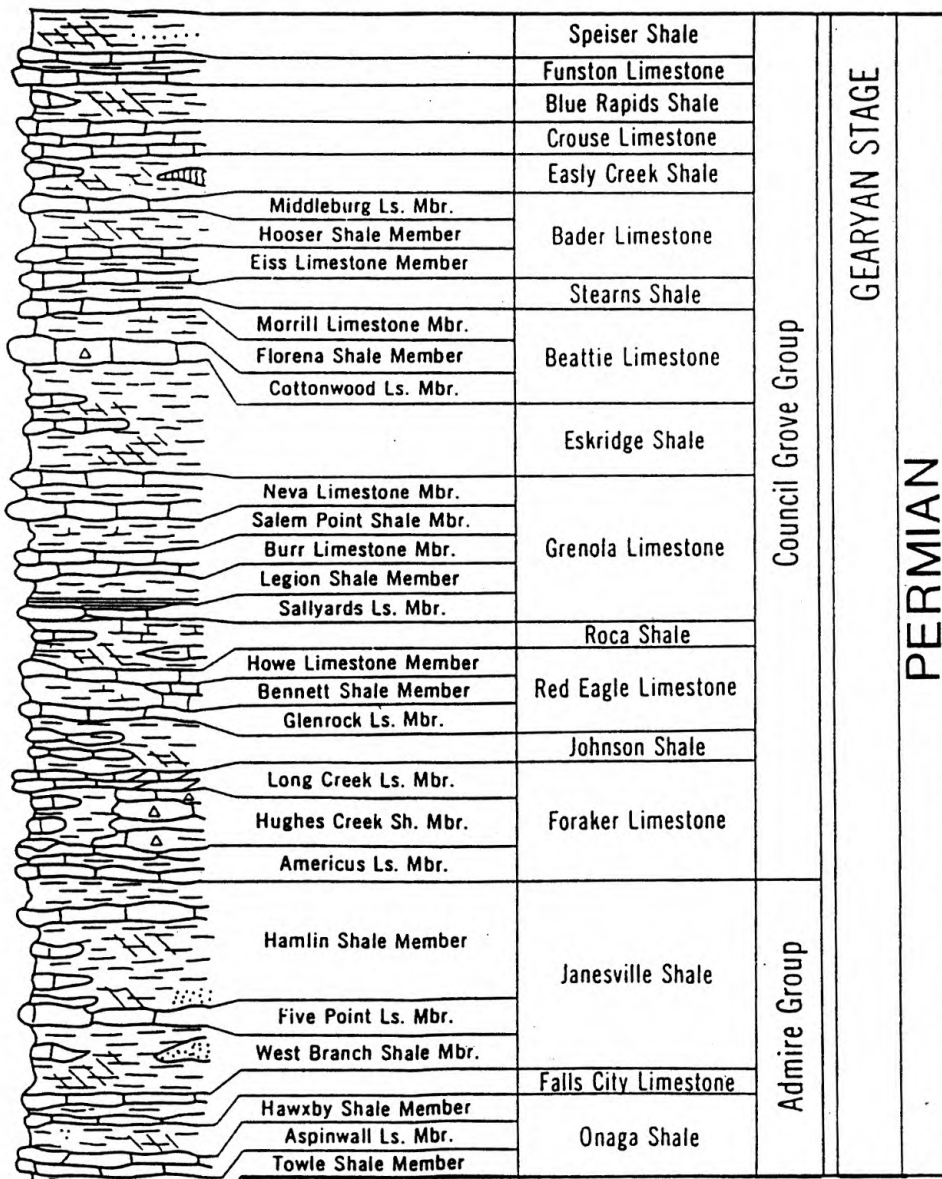 Speiser Shale
Funston Limestone
Blue Rapids Shale
Crouse Limestone
Easly Creek Shale
Middleburg Ls. Mbr.
Hooser Shale Member
Eiss Limestone Member
Bader Limestone
Stearns Shale
Morrill Limestone Mbr.
Florena Shale Member
Cottonwood Ls. Mbr.
Beattie Limestone
Eskridge Shale
Neva Limestone Mbr.
Salem Point Shale Mbr.
Burr Limestone Mbr.
Legion Shale Member
Sallyards Ls. Mbr.
Grenola Limestone
Roca Shale
Howe Limestone Member
Bennett Shale Member
Glenrock Ls. Mbr.
Red Eagle Limestone
Johnson Shale
Long Creek Ls. Mbr.
Hughes Creek Sh. Mbr.
Americus Ls. Mbr.
Foraker Limestone
Hamlin Shale Member
Five Point Ls. Mbr.
West Branch Shale Mbr.
Janesville Shale
Falls City Limestone
Hawxby Shale Member
Aspinwall Ls. Mbr.
Towle Shale Member
Onaga Shale
Council Grove Group
Admire Group
GEARYAN STAGE
PERMIAN